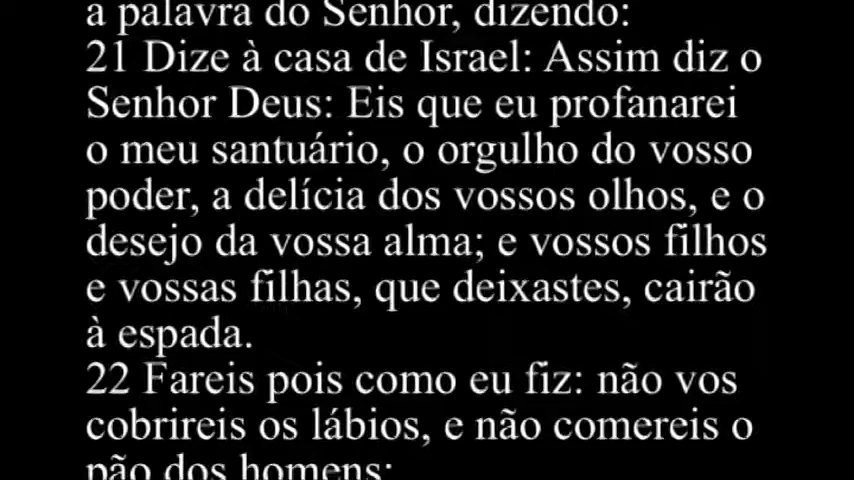 a palavra do Senhor, dizendo:
21 Dize à casa de Israel: Assim diz o
Senhor Deus: Eis que eu profanarei
o meu santuário, o orgulho do vosso
poder, a delícia dos vossos olhos, e o
desejo da vossa alma; e vossos filhos
e vossas filhas, que deixastes, cairão
à espada.
22 Fareis pois como eu fiz: não vos
cobrireis os lábios, e não comereis o
pão dos homens;